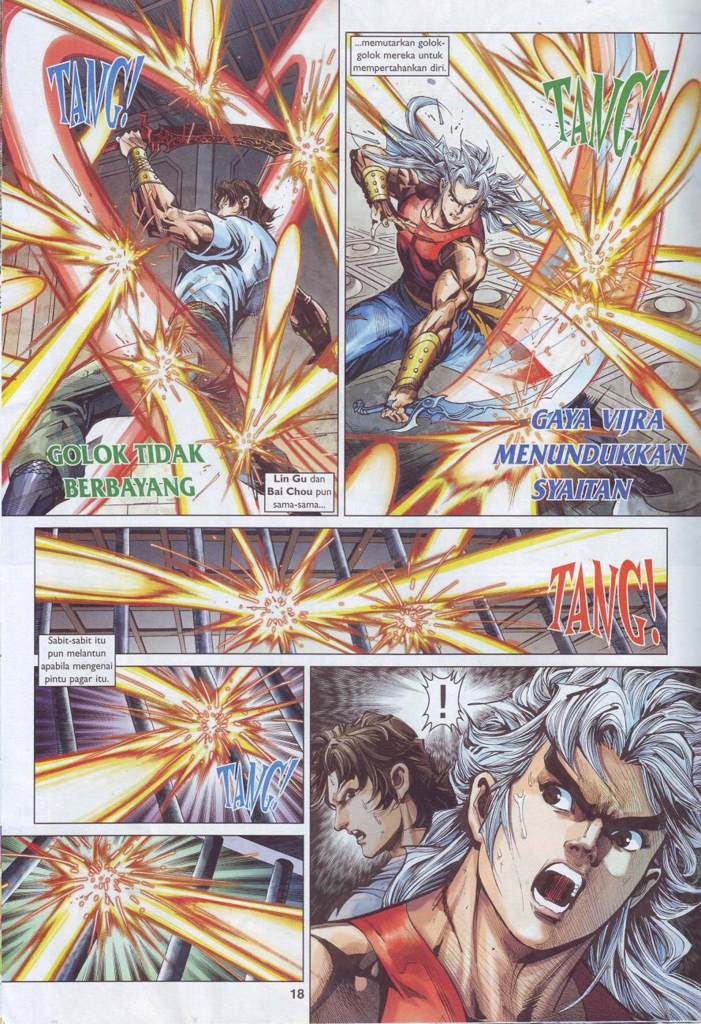 TANG!
GOLOK TIDAK
BERBAYANG
Lin Gu dan
Bai Chou pun
sama-sama...
...memutarkan golok-
golok mereka untuk
mempertahankan diri.
TANG!
GAYA VIJRA
MENUNDUKKAN
SYAITAN
TANG!
Sabit-sabit itu
pun melantun
apabila mengenai
pintu pagar itu.
TANG!
!
18